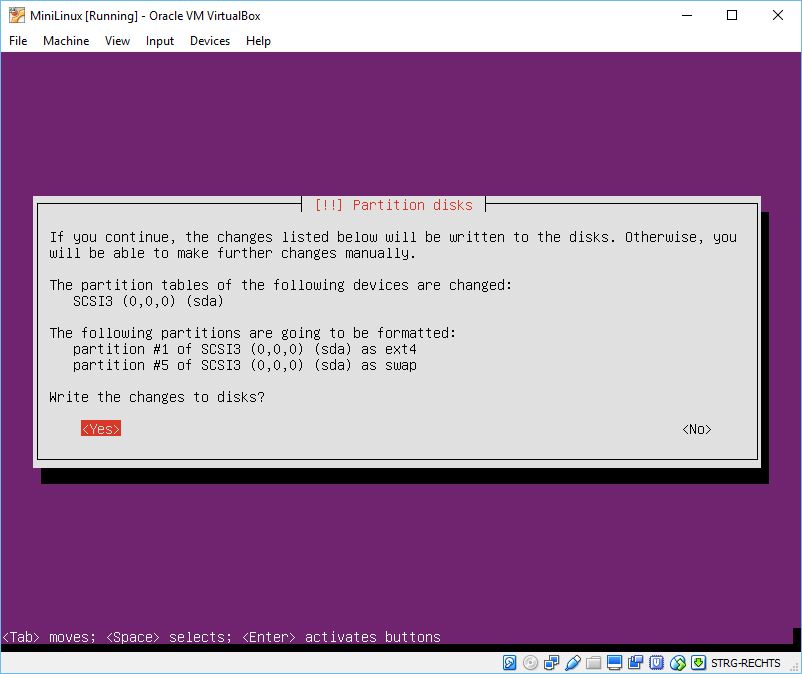 MiniLinux [Running] - Oracle VM VirtualBox
File Machine View Input Devices Help
[!!] Partition disks
If you continue, the changes listed below will be written to the disks. Otherwise, you
will be able to make further changes manually.
The partition tables of the following devices are changed:
SCSI3 (0,0,0) (sda)
The following partitions are going to be formatted:
partition #1 of SCSI3 (0,0,0) (sda) as ext4
partition #5 of SCSI3 (0,0,0) (sda) as swap
Write the changes to disks?
<Yes> <No>
<Tab> moves; <Space> selects; <Enter> activates buttons
STRG-RECHTS